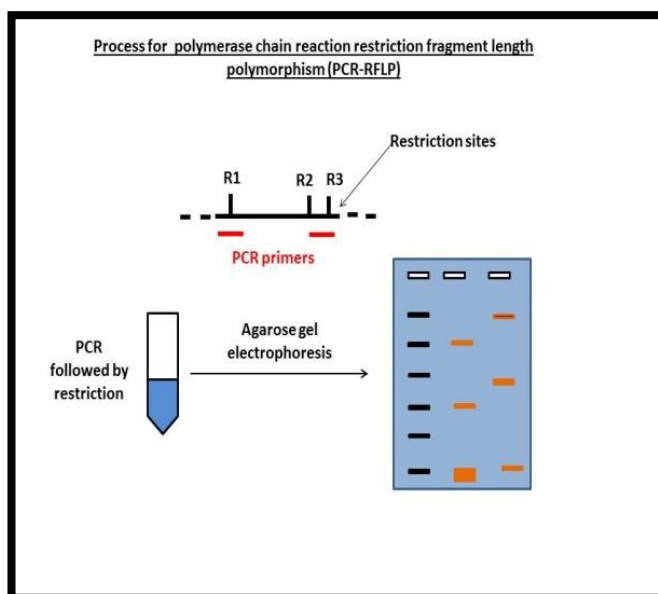 Process for polymerase chain reaction restriction fragment length
polymorphism (PCR-RFLP)
Restriction sites
R1 R2 R3
PCR primers
PCR
followed by
restriction
Agarose gel
electrophoresis